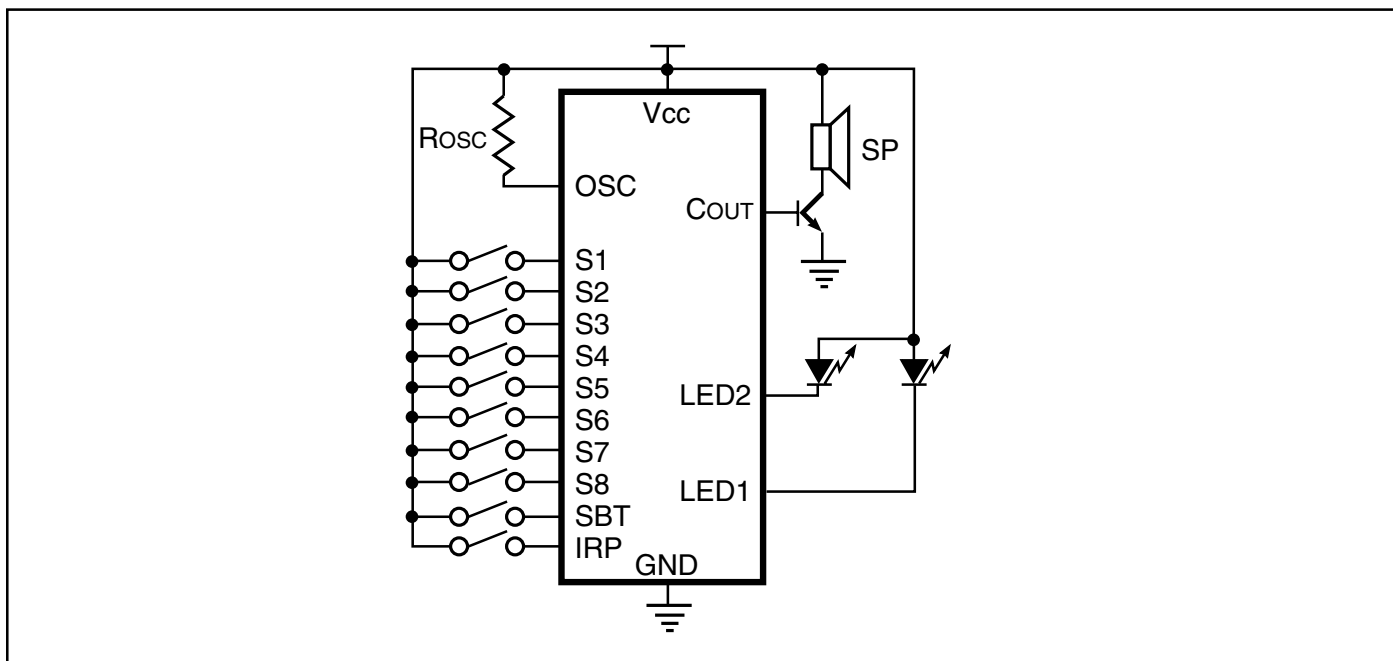 Vcc
ROSC
OSC
SP
COUT
S1
S2
S3
S4
S5
S6
S7
S8
SBT
IRP
LED2
LED1
GND